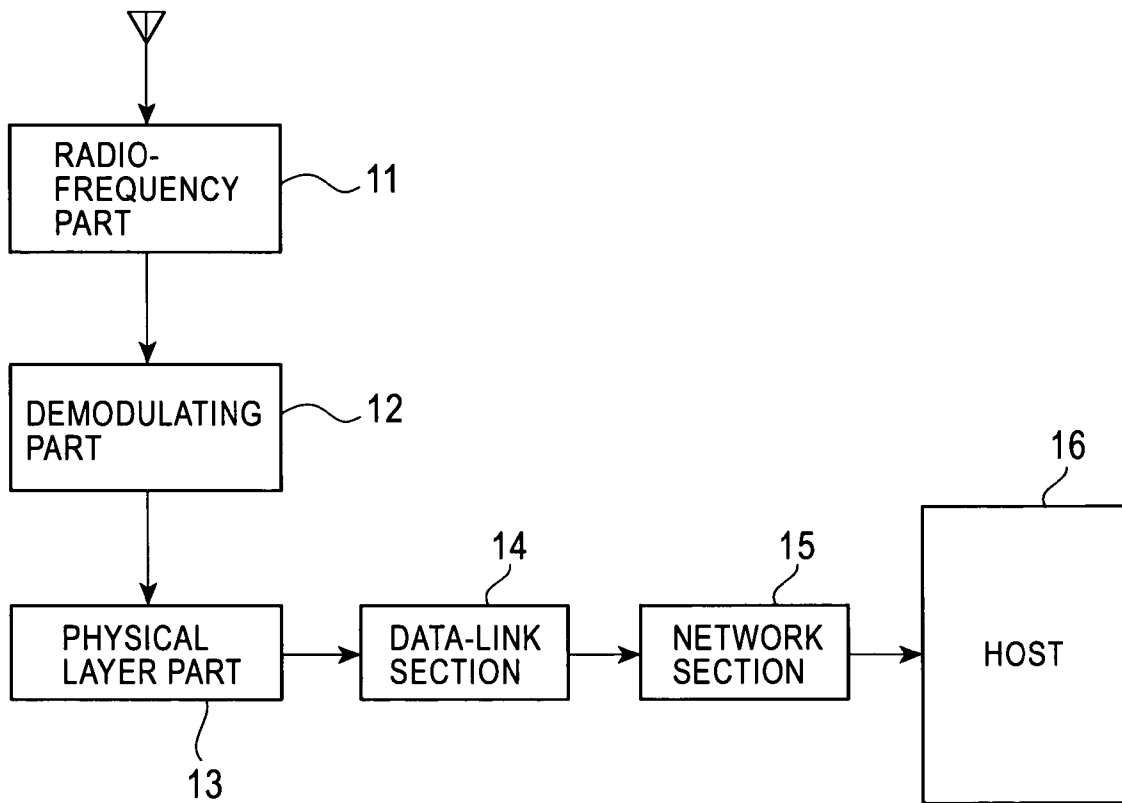 RADIO-
FREQUENCY
PART
11
DEMODULATING
PART
12
16
14
15
PHYSICAL
LAYER PART
DATA-LINK
SECTION
NETWORK
SECTION
HOST
13